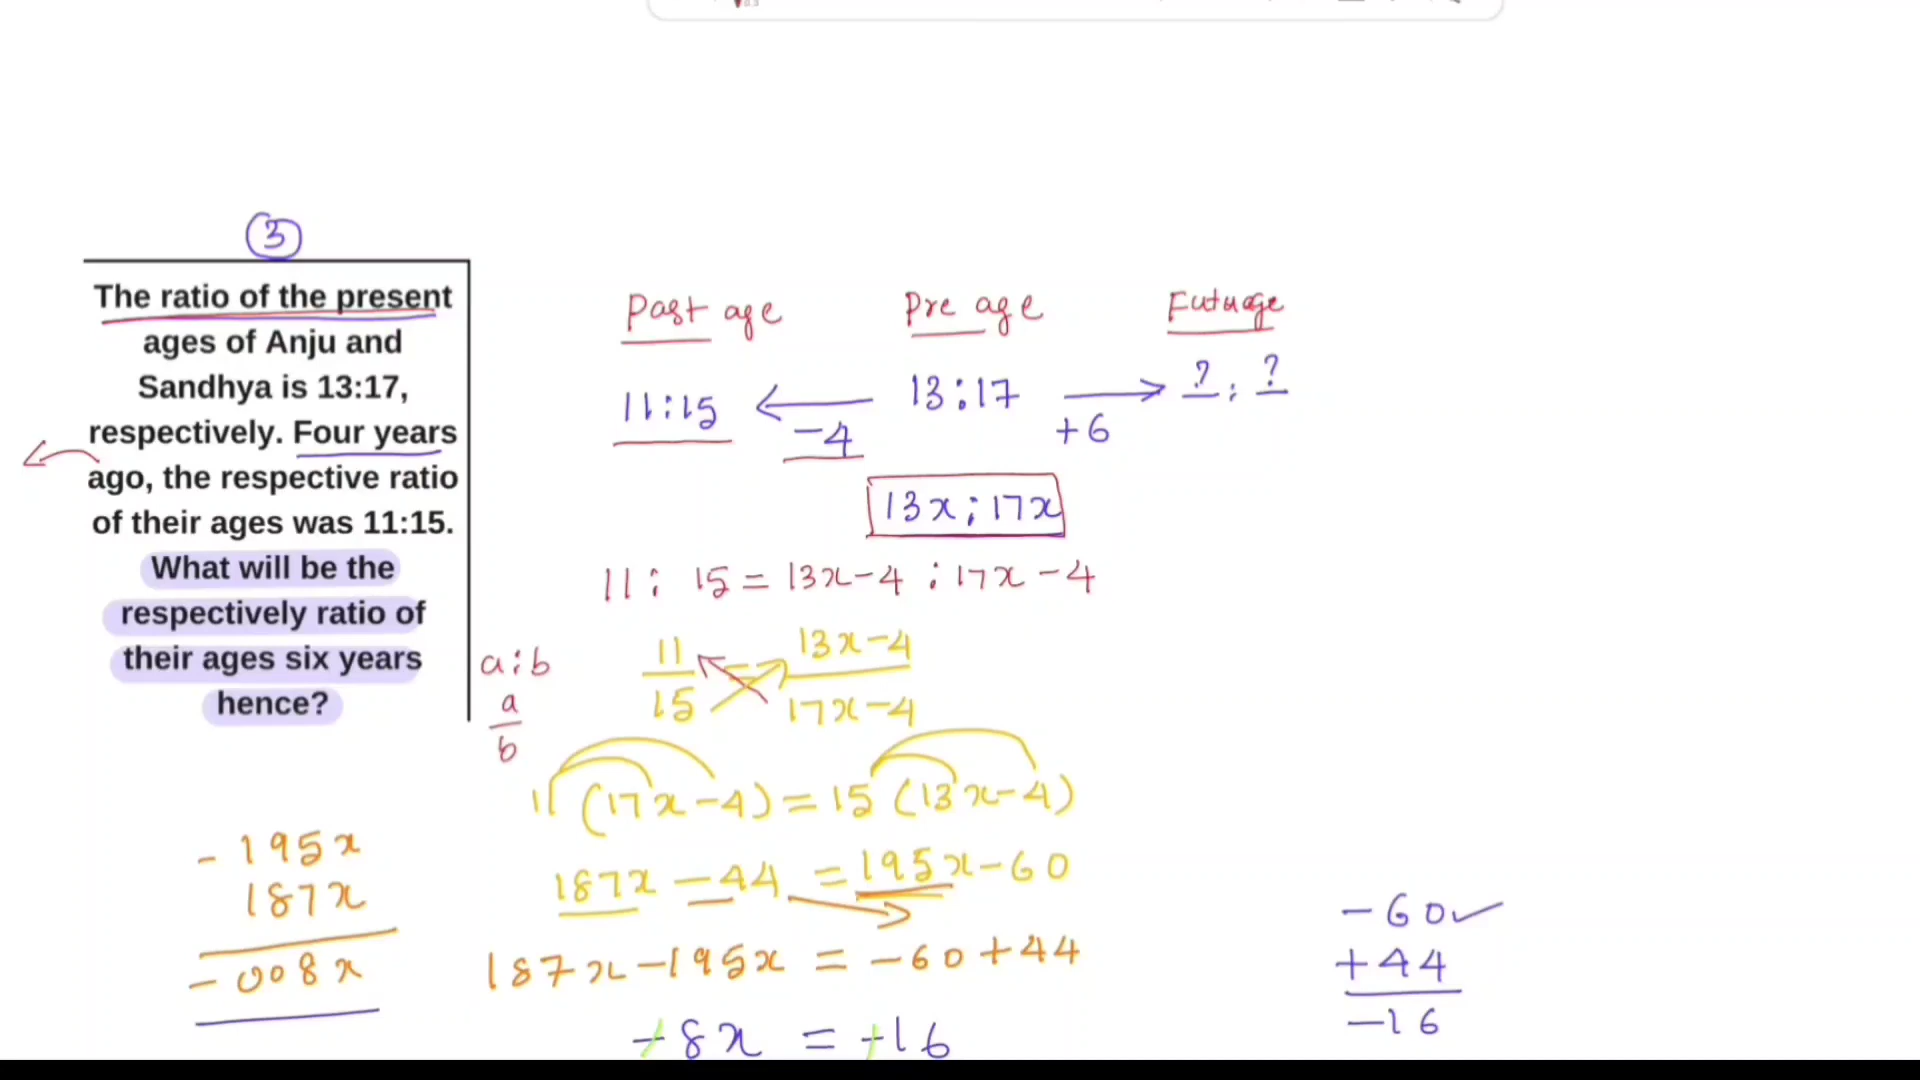 3
The ratio of the present
ages of Anju and
Sandhya is 13:17,
respectively. Four years
ago, the respective ratio
of their ages was 11:15.
What will be the
respectively ratio of
their ages six years
hence?
Past age Pre age
11:15 -4 13:17 +6 ? : ?
13x : 17x
11 : 15 = 13x-4 : 17x-4
a:b
a
b
11/15 = 13x-4/17x-4
11 (17x-4) = 15 (13x-4)
187x - 44 = 195x - 60
187x - 195x = -60 + 44
-8x = -16
- 195x
187x
- 008x
- 60
+ 44
- 16